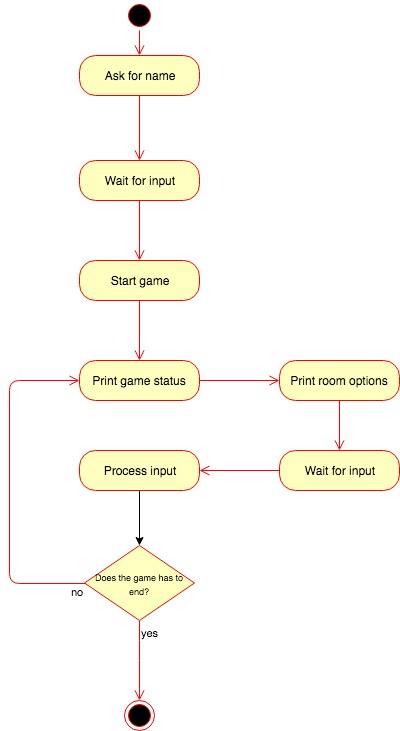 Ask for name
Wait for input
Start game
Print game status
Print room options
Process input
Wait for input
Does the game has to
end?
no
yes